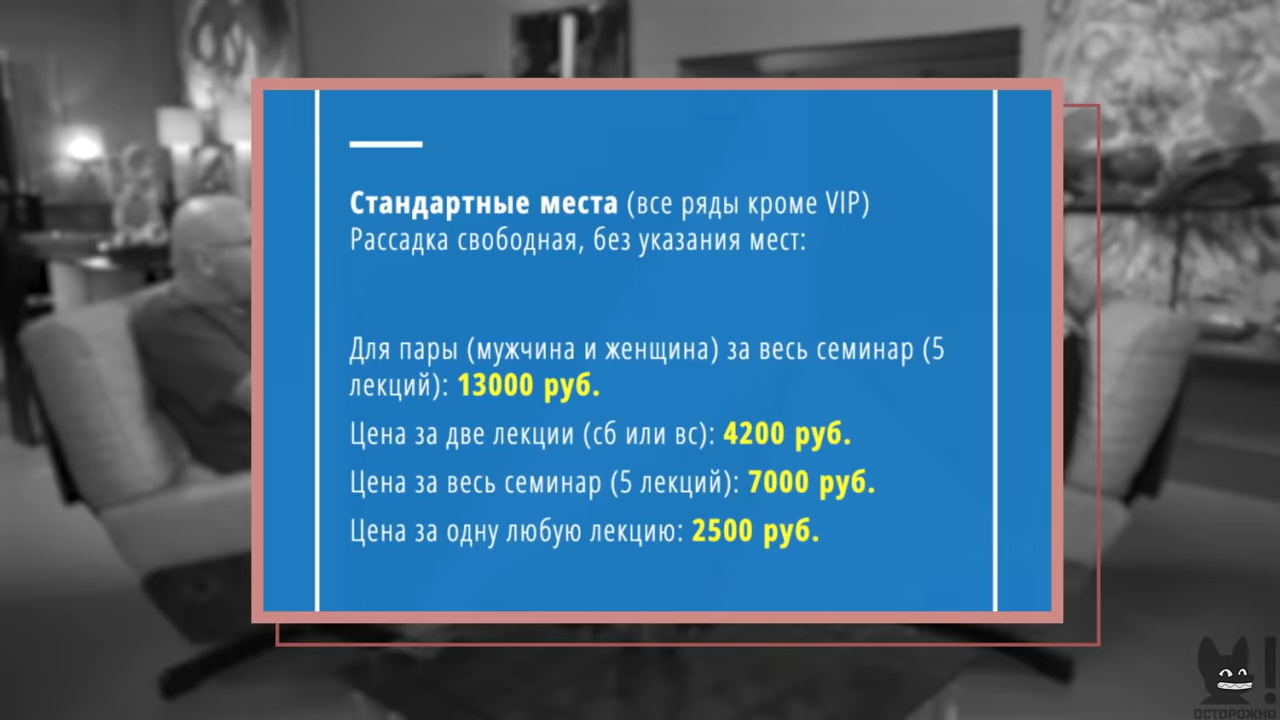 Стандартные места (все ряды кроме VIP)
Рассадка свободная, без указания мест:
Для пары (мужчина и женщина) за весь семинар (5
лекций): 13000 руб.
Цена за две лекции (сб или вс): 4200 руб.
Цена за весь семинар (5 лекций): 7000 руб.
Цена за одну любую лекцию: 2500 руб.
ОСТОРОЖНО